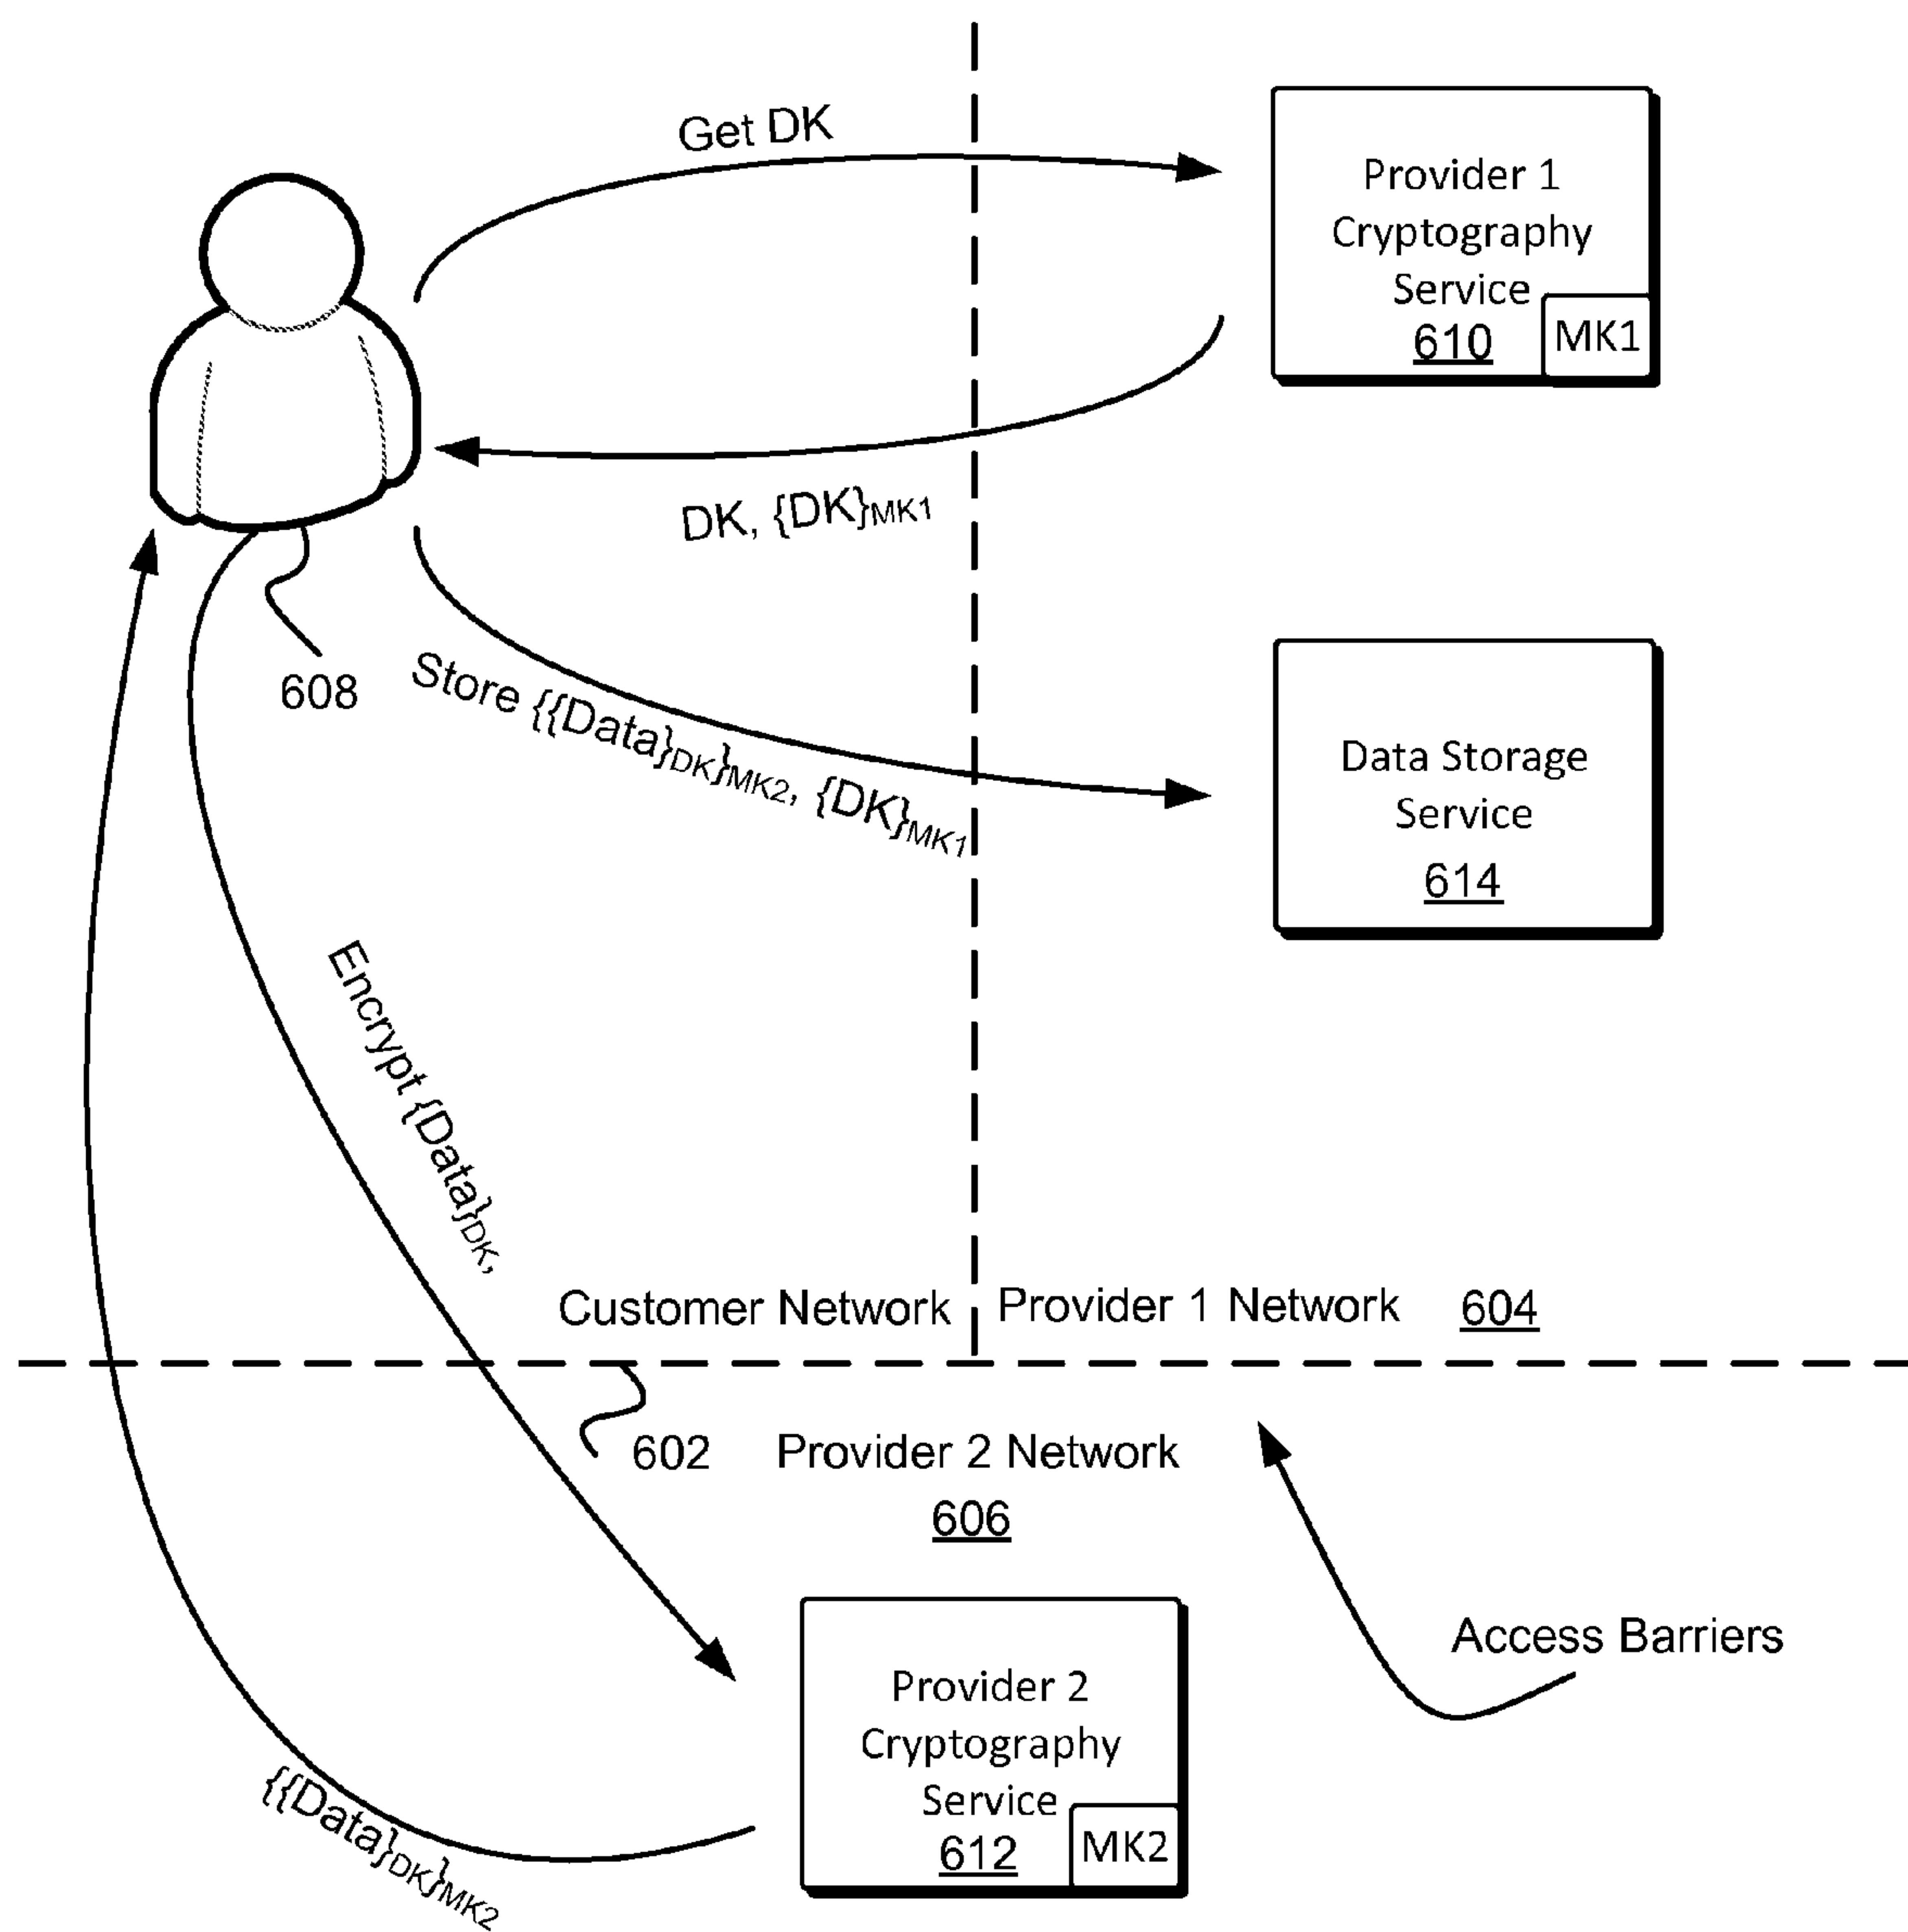 Get DK
Provider 1
Cryptography
Service
610
MK1
DK, {DK}MK1
608
Store {{Data}DK}MK2, {DK}MK1
Data Storage
Service
614
Encrypt {Data}DK,
Customer Network
Provider 1 Network 604
602
Provider 2 Network
606
Access Barriers
Provider 2
Cryptography
Service
612
MK2
{{Data}DK}MK2